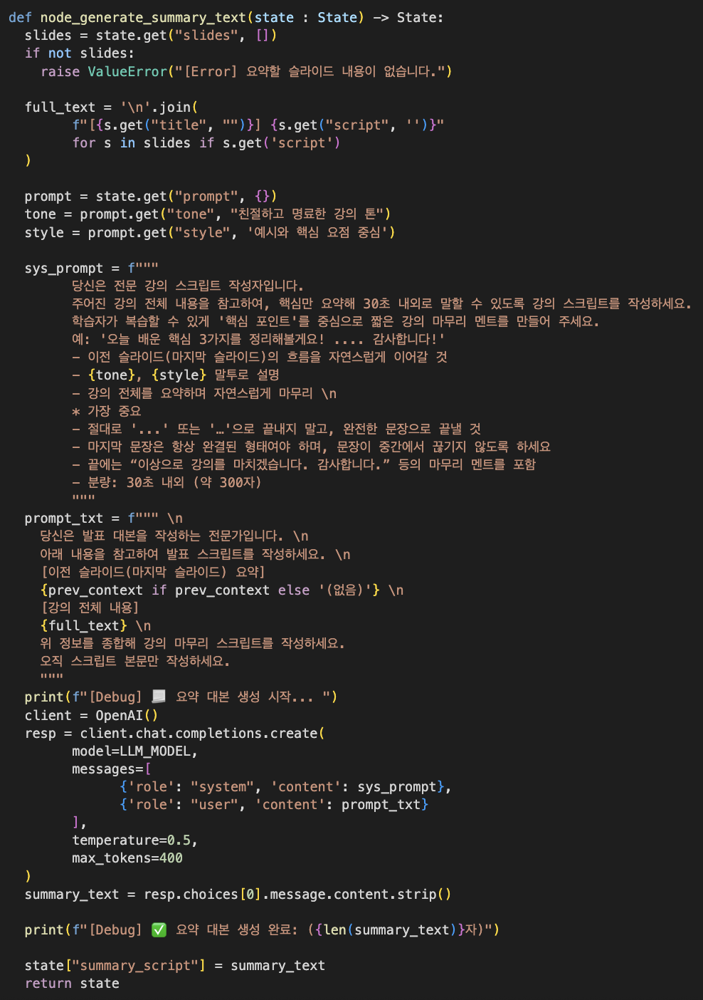 def node_generate_summary_text(state : State) -> State:
  slides = state.get("slides", [])
  if not slides:
    raise ValueError("[Error] 요약할 슬라이드 내용이 없습니다.")

  full_text = '\n'.join(
        f"[{s.get("title", "")}] {s.get("script", '')}"
        for s in slides if s.get('script')
  )

  prompt = state.get("prompt", {})
  tone = prompt.get("tone", "친절하고 명료한 강의 톤")
  style = prompt.get("style", '예시와 핵심 요점 중심')

  sys_prompt = f"""
        당신은 전문 강의 스크립트 작성자입니다.
        주어진 강의 전체 내용을 참고하여, 핵심만 요약해 30초 내외로 말할 수 있도록 강의 스크립트를 작성하세요.
        학습자가 복습할 수 있게 '핵심 포인트'를 중심으로 짧은 강의 마무리 멘트를 만들어 주세요.
        예: '오늘 배운 핵심 3가지를 정리해볼게요! .... 감사합니다!'
        - 이전 슬라이드(마지막 슬라이드)의 흐름을 자연스럽게 이어갈 것
        - {tone}, {style} 말투로 설명
        - 강의 전체를 요약하며 자연스럽게 마무리 \n
        * 가장 중요
        - 절대로 '...' 또는 '…'으로 끝내지 말고, 완전한 문장으로 끝낼 것
        - 마지막 문장은 항상 완결된 형태여야 하며, 문장이 중간에서 끊기지 않도록 하세요
        - 끝에는 “이상으로 강의를 마치겠습니다. 감사합니다.” 등의 마무리 멘트를 포함
        - 분량: 30초 내외 (약 300자)
        """
  prompt_txt = f""" \n
    당신은 발표 대본을 작성하는 전문가입니다. \n
    아래 내용을 참고하여 발표 스크립트를 작성하세요. \n
    [이전 슬라이드(마지막 슬라이드) 요약]
    {prev_context if prev_context else '(없음)'} \n
    [강의 전체 내용]
    {full_text} \n
    위 정보를 종합해 강의 마무리 스크립트를 작성하세요.
    오직 스크립트 본문만 작성하세요.
    """
  print(f"[Debug] 📃 요약 대본 생성 시작... ")
  client = OpenAI()
  resp = client.chat.completions.create(
        model=LLM_MODEL,
        messages=[
              {'role': "system", 'content': sys_prompt},
              {'role': "user", 'content': prompt_txt}
        ],
        temperature=0.5,
        max_tokens=400
  )
  summary_text = resp.choices[0].message.content.strip()

  print(f"[Debug] ✅ 요약 대본 생성 완료: ({len(summary_text)}자)")

  state["summary_script"] = summary_text
  return state